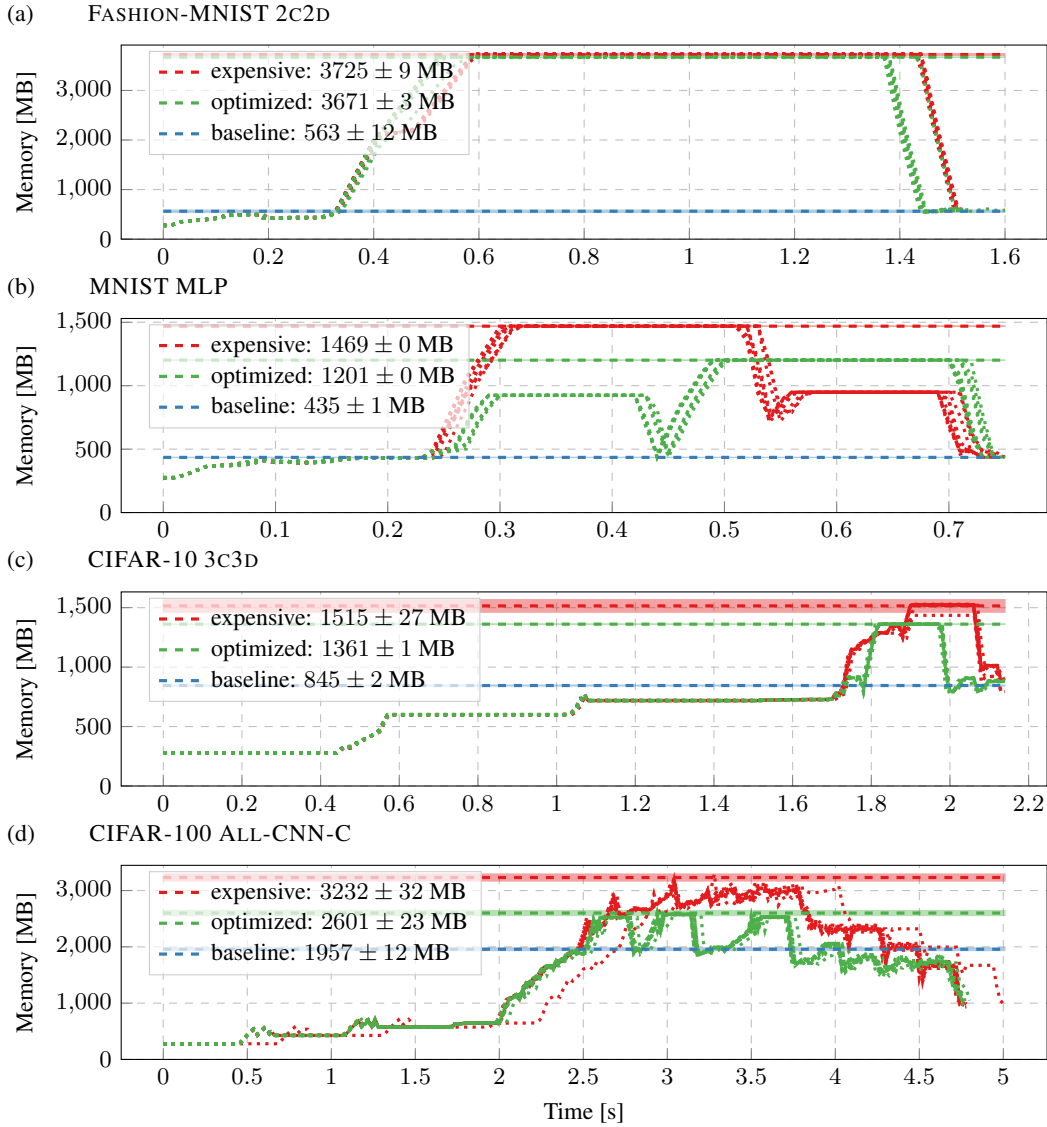 (a) FASHION-MNIST 2C2D
Memory [MB]
3,000
2,000
1,000
0
expensive: 3725 ± 9 MB
optimized: 3671 ± 3 MB
baseline: 563 ± 12 MB
0 0.2 0.4 0.6 0.8 1 1.2 1.4 1.6
(b) MNIST MLP
Memory [MB]
1,500
1,000
500
0
expensive: 1469 ± 0 MB
optimized: 1201 ± 0 MB
baseline: 435 ± 1 MB
0 0.1 0.2 0.3 0.4 0.5 0.6 0.7
(c) CIFAR-10 3C3D
Memory [MB]
1,500
1,000
500
0
expensive: 1515 ± 27 MB
optimized: 1361 ± 1 MB
baseline: 845 ± 2 MB
0 0.2 0.4 0.6 0.8 1 1.2 1.4 1.6 1.8 2 2.2
(d) CIFAR-100 ALL-CNN-C
Memory [MB]
3,000
2,000
1,000
0
expensive: 3232 ± 32 MB
optimized: 2601 ± 23 MB
baseline: 1957 ± 12 MB
0 0.5 1 1.5 2 2.5 3 3.5 4 4.5 5
Time [s]